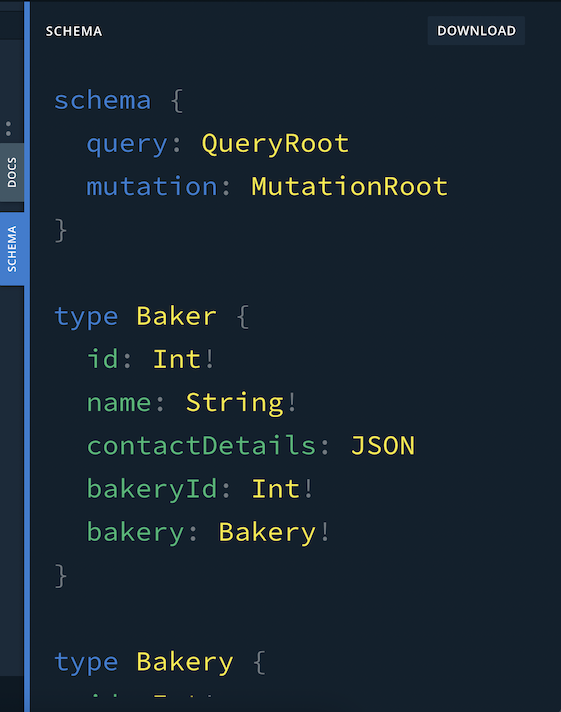 SCHEMA
DOWNLOAD
DOCS
SCHEMA
schema {
  query: QueryRoot
  mutation: MutationRoot
}
type Baker {
  id: Int!
  name: String!
  contactDetails: JSON
  bakeryId: Int!
  bakery: Bakery!
}
type Bakery {